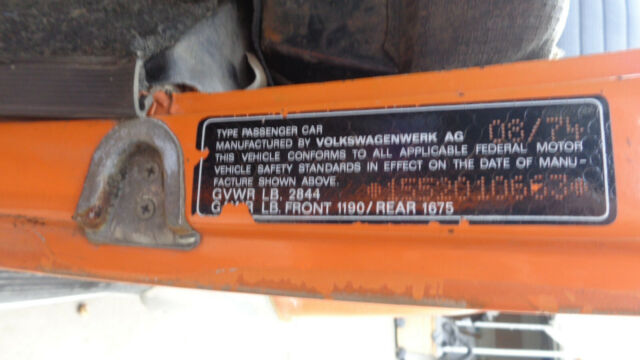 TYPE PASSENGER CAR
MANUFACTURED BY VOLKSWAGENWERK AG 08/74
THIS VEHICLE CONFORMS TO ALL APPLICABLE FEDERAL MOTOR
VEHICLE SAFETY STANDARDS IN EFFECT ON THE DATE OF MANU-
FACTURE SHOWN ABOVE.
GVWR LB. 2844
LB. FRONT 1190/ REAR 1675